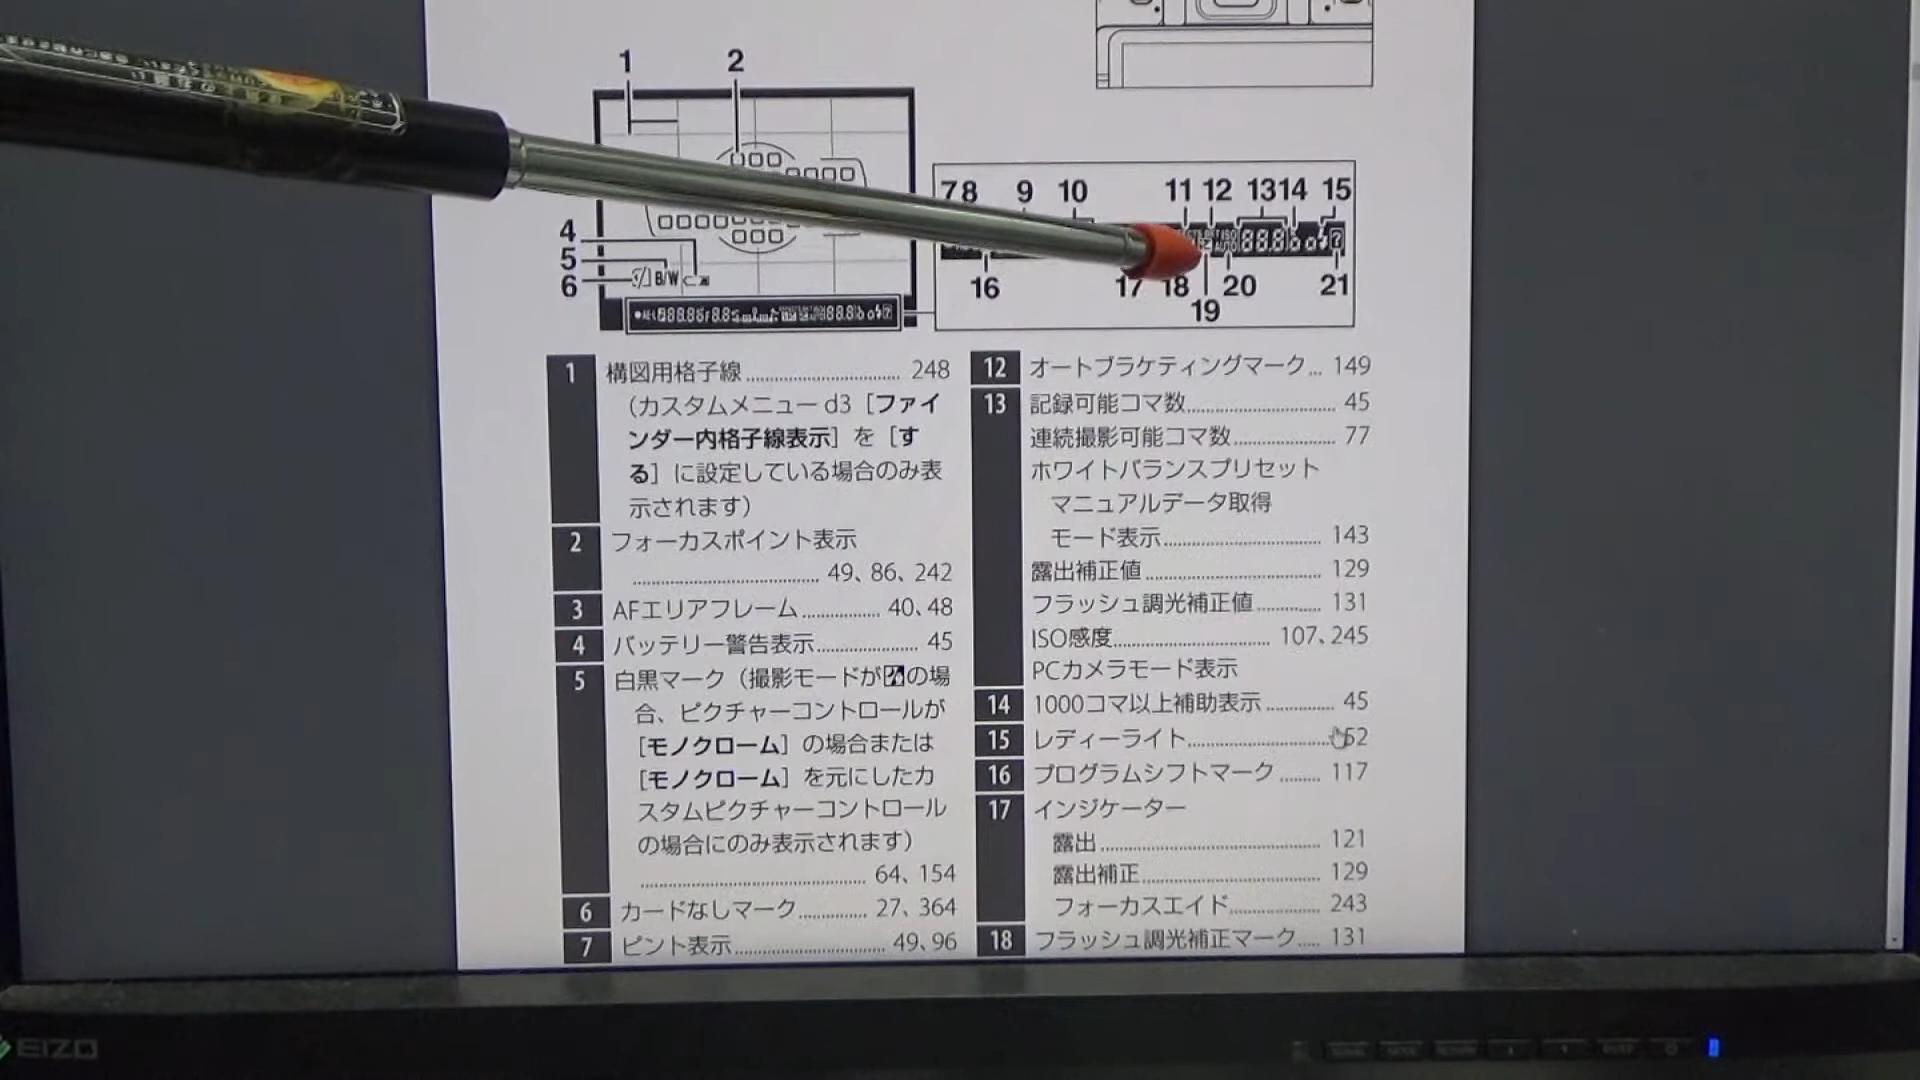 1 2
78 9 10 11 12 13 14 15
4
5
6
B/W
16 17 18 19 20 21
1 構図用格子線 248
(カスタムメニュー d3[ファイ
ンダー内格子線表示]を[す
る]に設定している場合のみ表
示されます)
2 フォーカスポイント表示
49、86、242
3 AFエリアフレーム 40、48
4 バッテリー警告表示 45
5 白黒マーク(撮影モードがの場
合、ピクチャーコントロールが
[モノクローム]の場合または
[モノクローム]を元にしたカ
スタムピクチャーコントロール
の場合にのみ表示されます)
64、154
6 カードなしマーク 27、364
7 ピント表示 49、96
12 オートブラケティングマーク 149
13 記録可能コマ数 45
連続撮影可能コマ数 77
ホワイトバランスプリセット
マニュアルデータ取得
モード表示 143
露出補正値 129
フラッシュ調光補正値 131
ISO感度 107、245
PCカメラモード表示
14 1000コマ以上補助表示 45
15 レディーライト 52
16 プログラムシフトマーク 117
17 インジケーター
露出 121
露出補正 129
フォーカスエイド 243
18 フラッシュ調光補正マーク 131
EIZO